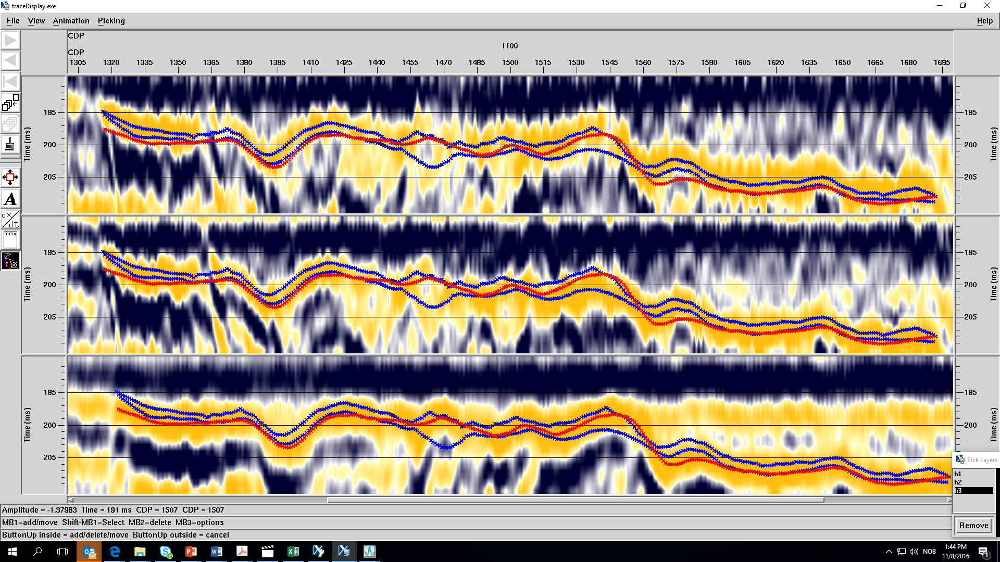 traceDisplay.exe
File View Animation Picking Help
CDP
1100
CDP
1305 1320 1335 1350 1365 1380 1395 1410 1425 1440 1455 1470 1485 1500 1515 1530 1545 1560 1575 1590 1605 1620 1635 1650 1665 1680 1695
195 195
Time (ms) 200 200 Time (ms)
205 205
195 195
Time (ms) 200 200 Time (ms)
205 205
195 195
Time (ms) 200 200 Time (ms)
205
A
dx/dt
MAX
Pick Layers
h1
h2
h3
Remove
Amplitude = -1.37983 Time = 191 ms CDP = 1507 CDP = 1507
MB1=add/move Shift-MB1=Select MB2=delete MB3=options
ButtonUp inside = add/delete/move ButtonUp outside = cancel
NOB
1:44 PM
11/8/2016
1